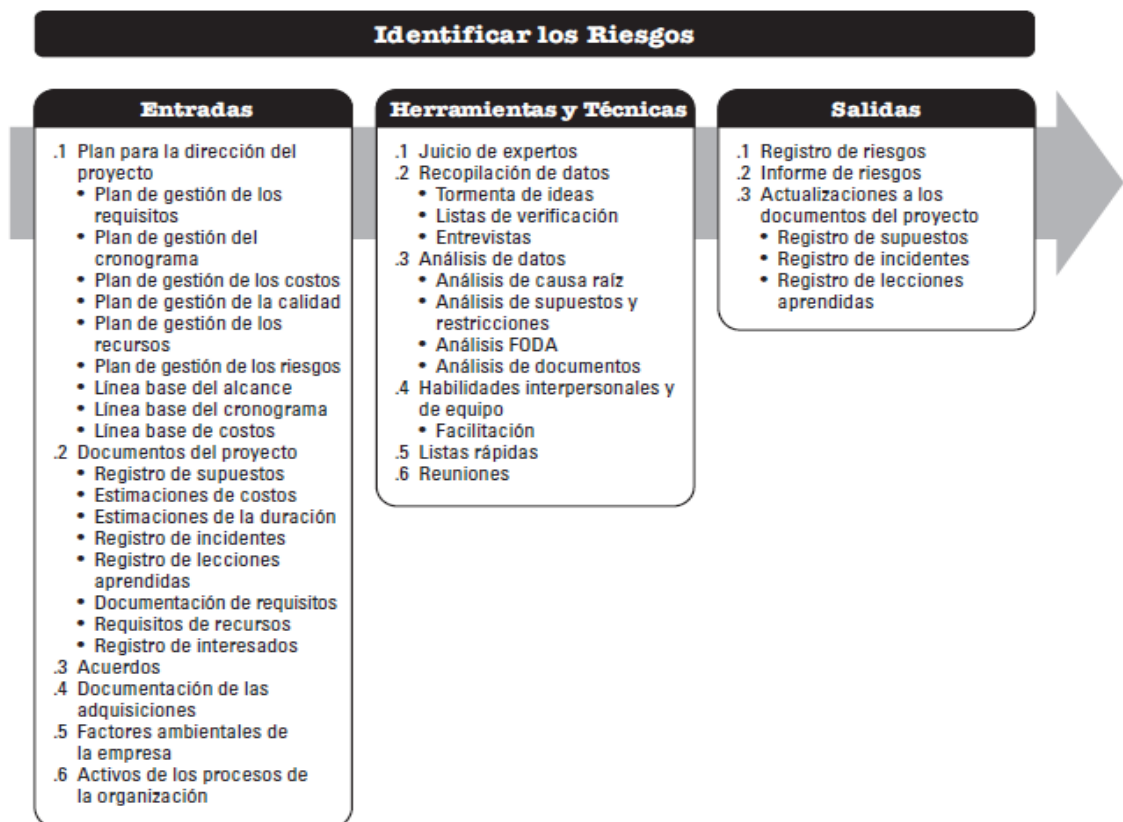 Identificar los Riesgos
Entradas
.1 Plan para la dirección del
proyecto
• Plan de gestión de los
requisitos
• Plan de gestión del
cronograma
• Plan de gestión de los costos
• Plan de gestión de la calidad
• Plan de gestión de los
recursos
• Plan de gestión de los riesgos
• Línea base del alcance
• Línea base del cronograma
• Línea base de costos
.2 Documentos del proyecto
• Registro de supuestos
• Estimaciones de costos
• Estimaciones de la duración
• Registro de incidentes
• Registro de lecciones
aprendidas
• Documentación de requisitos
• Requisitos de recursos
• Registro de interesados
.3 Acuerdos
.4 Documentación de las
adquisiciones
.5 Factores ambientales de
la empresa
.6 Activos de los procesos de
la organización
Herramientas y Técnicas
.1 Juicio de expertos
.2 Recopilación de datos
• Tormenta de ideas
• Listas de verificación
• Entrevistas
.3 Análisis de datos
• Análisis de causa raíz
• Análisis de supuestos y
restricciones
• Análisis FODA
• Análisis de documentos
.4 Habilidades interpersonales y
de equipo
• Facilitación
.5 Listas rápidas
.6 Reuniones
Salidas
.1 Registro de riesgos
.2 Informe de riesgos
.3 Actualizaciones a los
documentos del proyecto
• Registro de supuestos
• Registro de incidentes
• Registro de lecciones
aprendidas